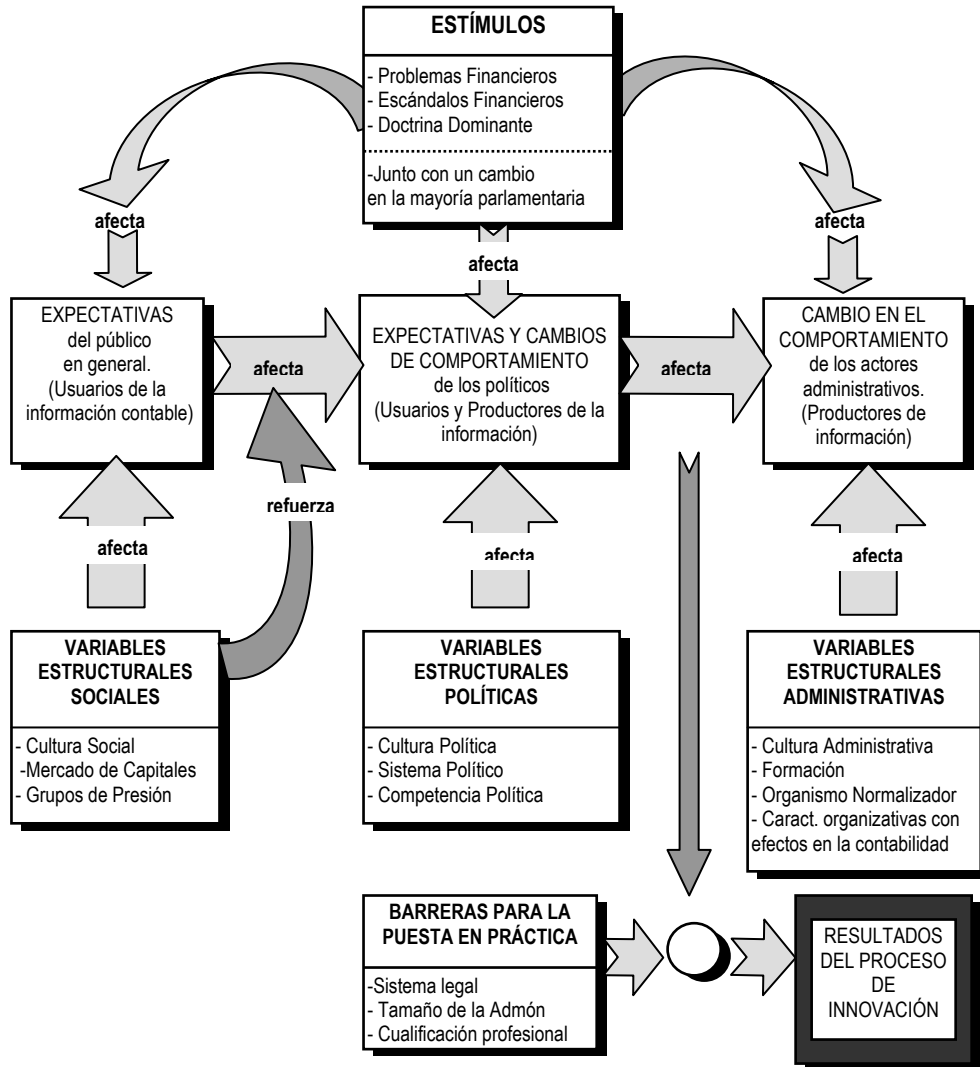 ESTÍMULOS
- Problemas Financieros
- Escándalos Financieros
- Doctrina Dominante
-Junto con un cambio
en la mayoría parlamentaria
afecta
afecta
afecta
EXPECTATIVAS
del público
en general.
(Usuarios de la
información contable)
afecta
EXPECTATIVAS Y CAMBIOS
DE COMPORTAMIENTO
de los políticos
(Usuarios y Productores de la
información)
afecta
CAMBIO EN EL
COMPORTAMIENTO
de los actores
administrativos.
(Productores de
información)
refuerza
afecta
afecta
afecta
VARIABLES
ESTRUCTURALES
SOCIALES
- Cultura Social
-Mercado de Capitales
- Grupos de Presión
VARIABLES
ESTRUCTURALES
POLÍTICAS
- Cultura Política
- Sistema Político
- Competencia Política
VARIABLES
ESTRUCTURALES
ADMINISTRATIVAS
- Cultura Administrativa
- Formación
- Organismo Normalizador
- Caract. organizativas con
efectos en la contabilidad
BARRERAS PARA LA
PUESTA EN PRÁCTICA
-Sistema legal
- Tamaño de la Admón
- Cualificación profesional
RESULTADOS
DEL PROCESO
DE
INNOVACIÓN